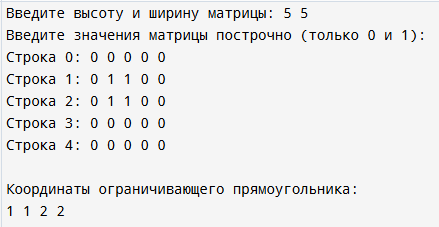 Введите высоту и ширину матрицы: 5 5
Введите значения матрицы построчно (только 0 и 1):
Строка 0: 0 0 0 0 0
Строка 1: 0 1 1 0 0
Строка 2: 0 1 1 0 0
Строка 3: 0 0 0 0 0
Строка 4: 0 0 0 0 0
Координаты ограничивающего прямоугольника:
1 1 2 2